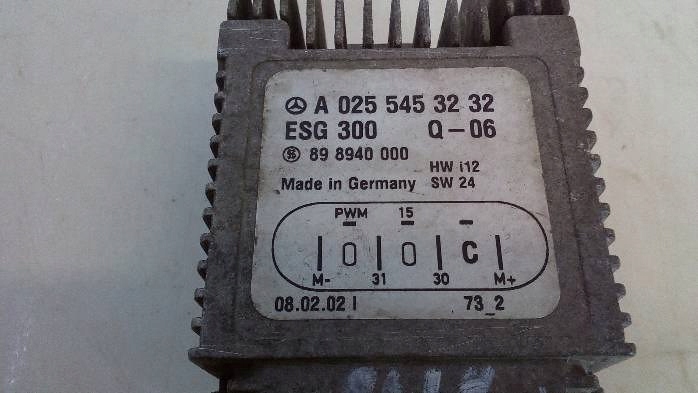 A 025 545 32 32
ESG 300 Q-06
89 8940 000 HW i12
Made in Germany SW 24
PWM 15 -
0 0 C
M- 31 30 M+
08.02.02 I 73_2